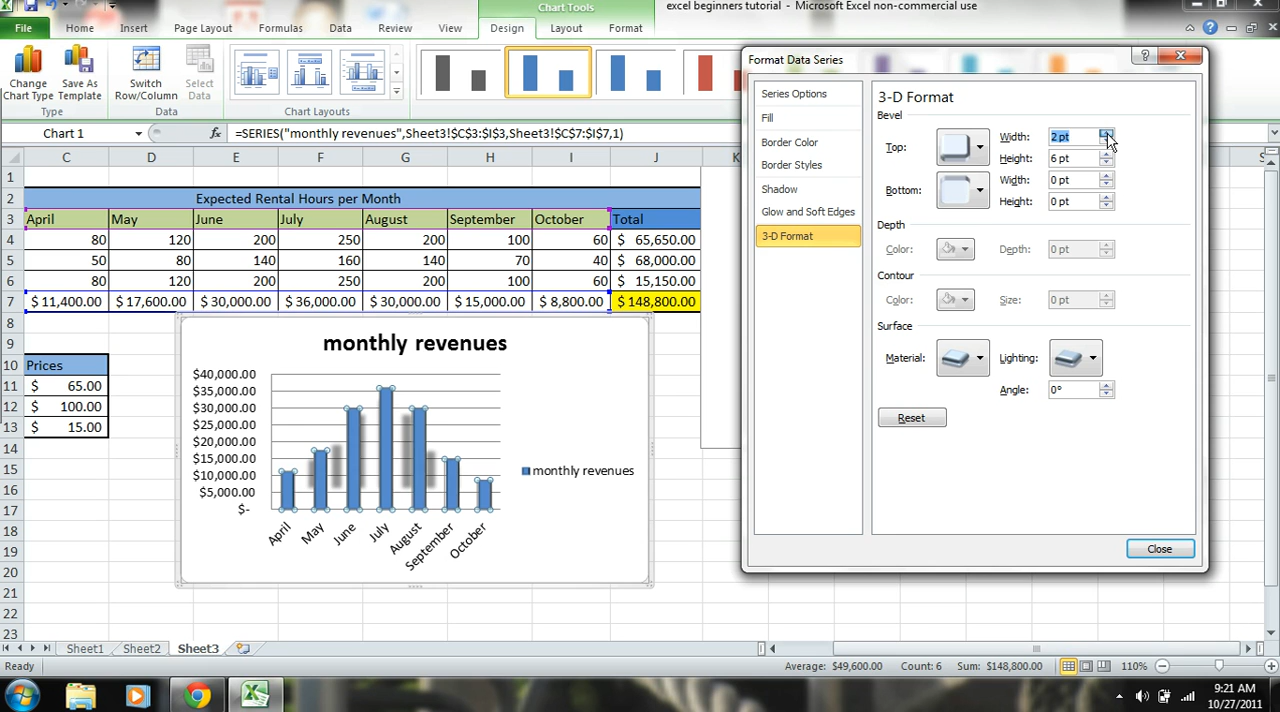 Chart Tools
excel beginners tutorial - Microsoft Excel non-commercial use
File Home Insert Page Layout Formulas Data Review View Design Layout Format
Change Chart Type
Save As Template
Switch Row/Column
Select Data
Type Data Chart Layouts
Chart 1 fx =SERIES("monthly revenues",Sheet3!$C$3:$I$3,Sheet3!$C$7:$I$7,1)
C D E F G H I J K
1
2 Expected Rental Hours per Month
3 April May June July August September October Total
4 80 120 200 250 200 100 60 $ 65,650.00
5 50 80 140 160 140 70 40 $ 68,000.00
6 80 120 200 250 200 100 60 $ 15,150.00
7 $ 11,400.00 $ 17,600.00 $ 30,000.00 $ 36,000.00 $ 30,000.00 $ 15,000.00 $ 8,800.00 $ 148,800.00
8
9
10 Prices
11 $ 65.00
12 $ 100.00
13 $ 15.00
14
15
16
17
18
19
20
21
22
23
monthly revenues
$40,000.00
$35,000.00
$30,000.00
$25,000.00
$20,000.00
$15,000.00
$10,000.00
$5,000.00
$-
April May June July August September October
monthly revenues
Format Data Series
Series Options
Fill
Border Color
Border Styles
Shadow
Glow and Soft Edges
3-D Format
3-D Format
Bevel
Top: Width: 2 pt
Height: 6 pt
Bottom: Width: 0 pt
Height: 0 pt
Depth
Color: Depth: 0 pt
Contour
Color: Size: 0 pt
Surface
Material: Lighting:
Angle: 0°
Reset
Close
Sheet1 Sheet2 Sheet3
Ready Average: $49,600.00 Count: 6 Sum: $148,800.00 110%
9:21 AM
10/27/2011